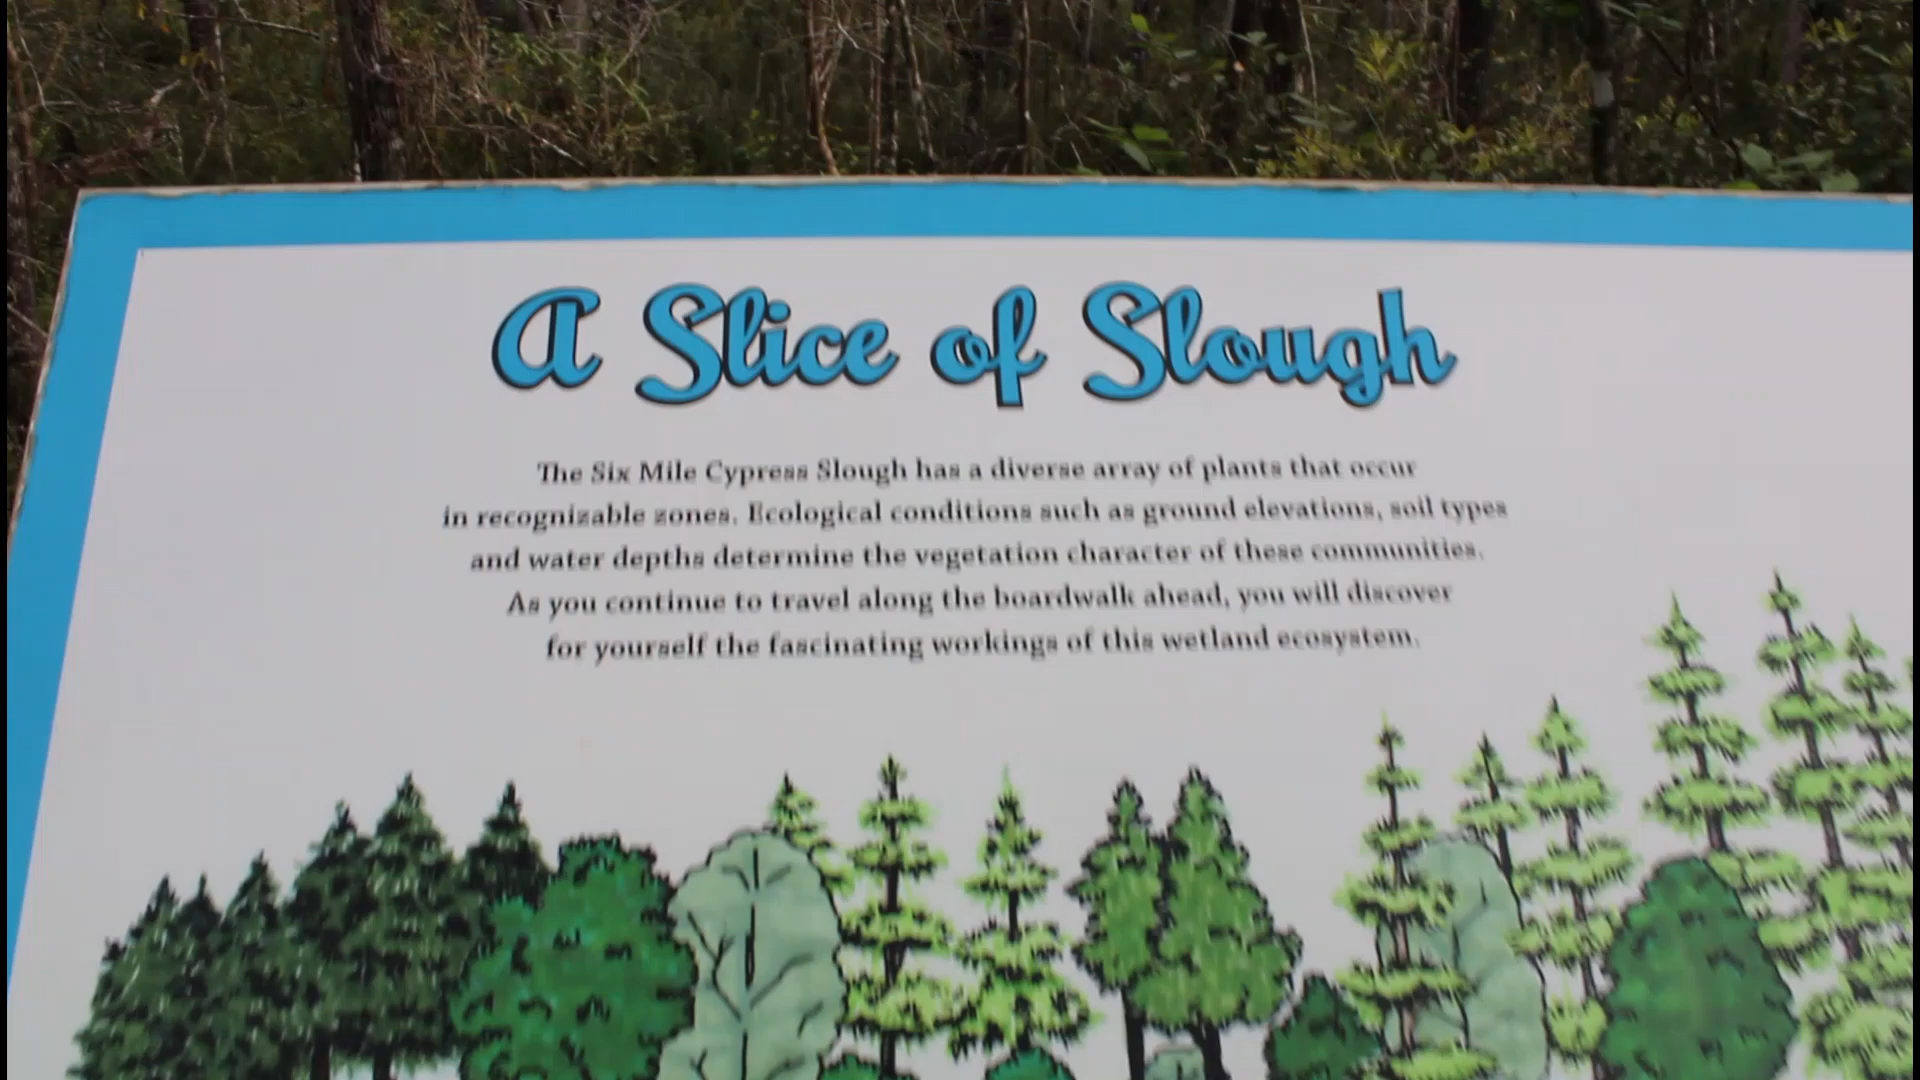 A Slice of Slough
The Six Mile Cypress Slough has a diverse array of plants that occur
in recognizable zones. Ecological conditions such as ground elevations, soil types
and water depths determine the vegetation character of these communities.
As you continue to travel along the boardwalk ahead, you will discover
for yourself the fascinating workings of this wetland ecosystem.